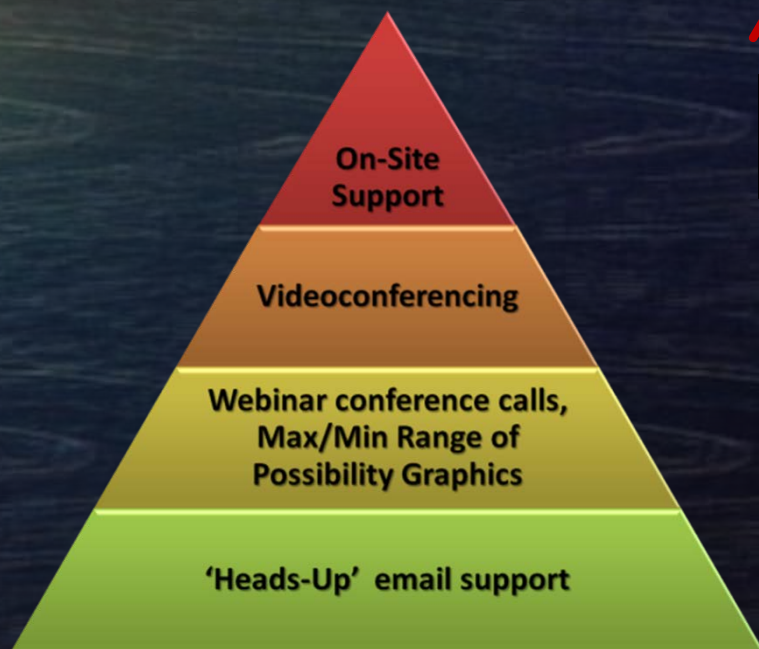 On-Site
Support
Videoconferencing
Webinar conference calls,
Max/Min Range of
Possibility Graphics
‘Heads-Up’ email support